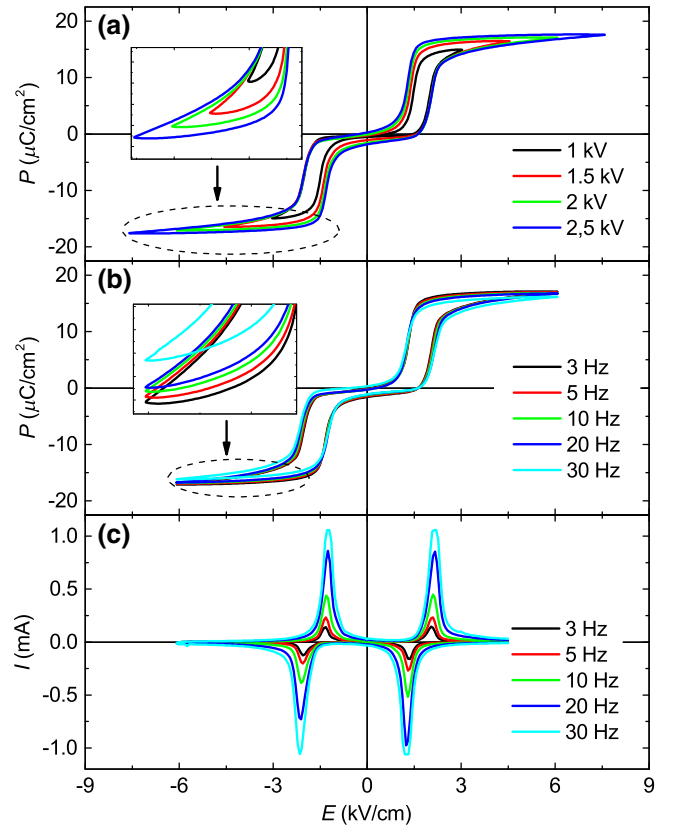 (a)
20
10
0
-10
-20
P (μC/cm²)
1 kV
1.5 kV
2 kV
2,5 kV
(b)
20
10
0
-10
-20
P (μC/cm²)
3 Hz
5 Hz
10 Hz
20 Hz
30 Hz
(c)
1.0
0.5
0.0
-0.5
-1.0
I (mA)
3 Hz
5 Hz
10 Hz
20 Hz
30 Hz
-9 -6 -3 0 3 6 9
E (kV/cm)